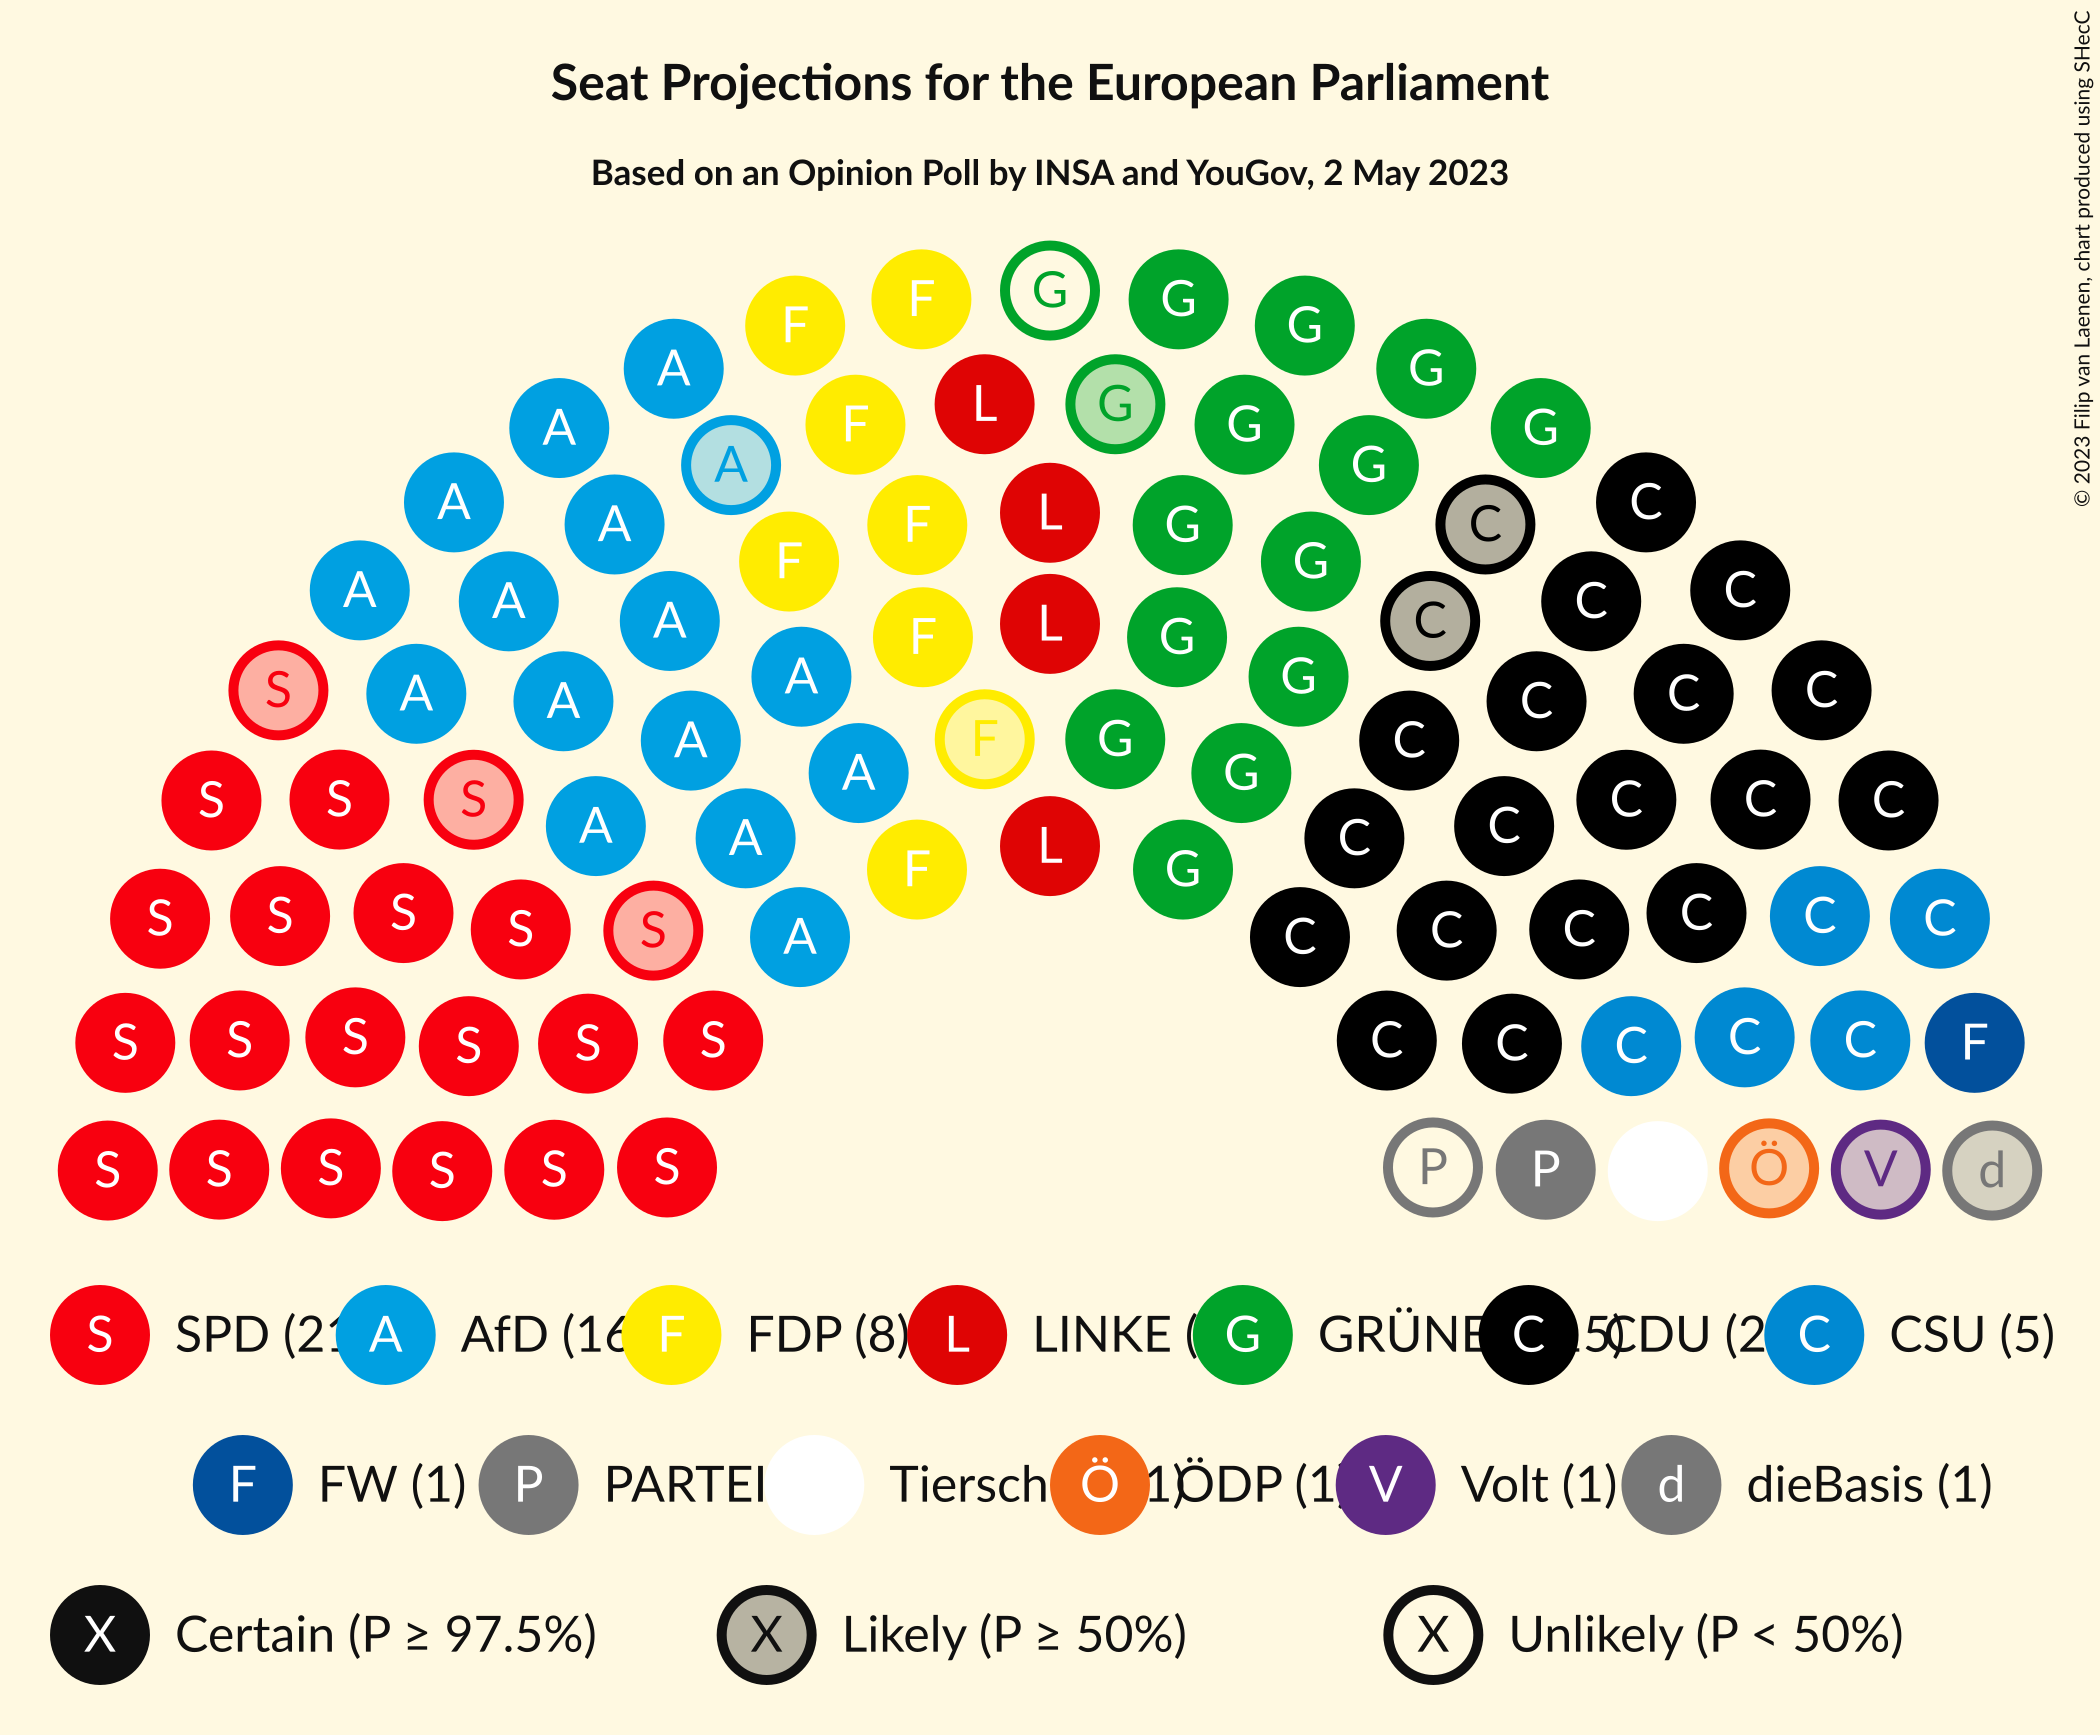 Seat Projections for the European Parliament
Based on an Opinion Poll by INSA and YouGov, 2 May 2023
© 2023 Filip van Laenen, chart produced using SHecC
G
F G
F G
A G
F L G
F G
A G
A G
A F L G C
A C
F G
A C
A C
A F L G C
A G
S A C C
A C
A F G C
A G
S S S C C C
A C
A C
F L G
S S S C C C
S S C C
A C
S S S C C C
S S S C C F
S S S C C
S S S P P
S S S Ö V d
S SPD (21 A AfD (16 F FDP (8) L LINKE ( G GRÜNE C 5) CDU (2 C CSU (5)
F FW (1) P PARTEI Tiersch Ö 1) ÖDP (1 V Volt (1) d dieBasis (1)
X Certain (P ≥ 97.5%) X Likely (P ≥ 50%) X Unlikely (P < 50%)